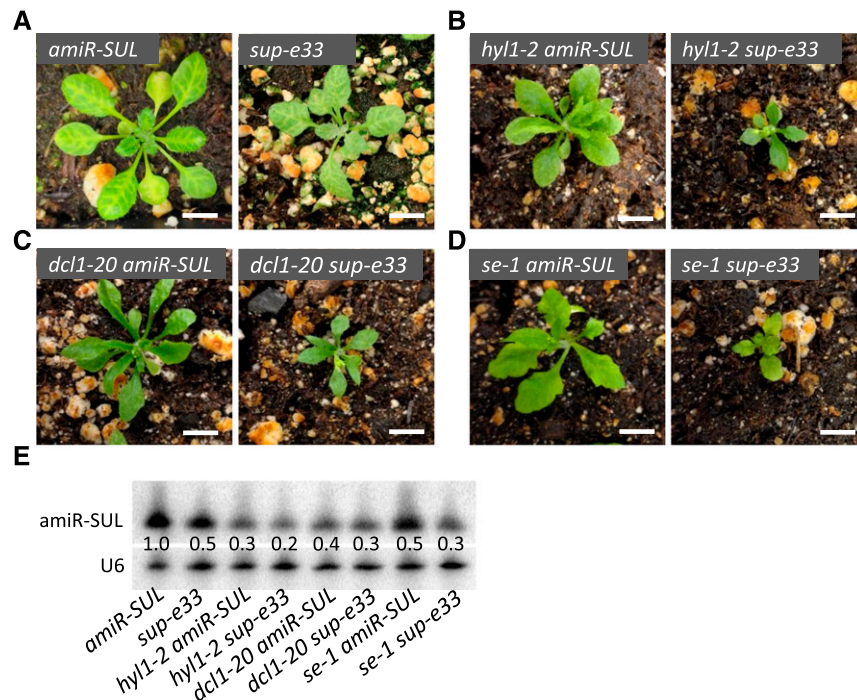 A
amiR-SUL
sup-e33
B
hyl1-2 amiR-SUL
hyl1-2 sup-e33
C
dcl1-20 amiR-SUL
dcl1-20 sup-e33
D
se-1 amiR-SUL
se-1 sup-e33
E
amiR-SUL
1.0 0.5 0.3 0.2 0.4 0.3 0.5 0.3
U6
amiR-SUL
sup-e33
hyl1-2 amiR-SUL
hyl1-2 sup-e33
dcl1-20 amiR-SUL
dcl1-20 sup-e33
se-1 amiR-SUL
se-1 sup-e33